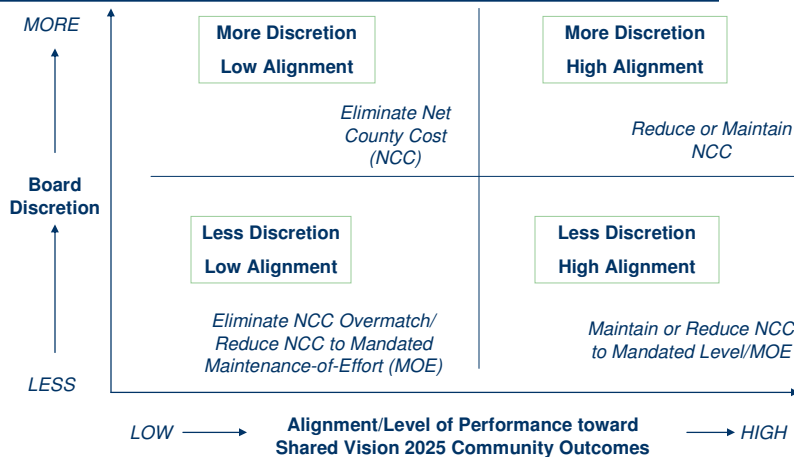 MORE
More Discretion
Low Alignment
More Discretion
High Alignment
Eliminate Net
County Cost
(NCC)
Reduce or Maintain
NCC
Board
Discretion
Less Discretion
Low Alignment
Less Discretion
High Alignment
Eliminate NCC Overmatch/
Reduce NCC to Mandated
Maintenance-of-Effort (MOE)
Maintain or Reduce NCC
to Mandated Level/MOE
LESS
LOW
Alignment/Level of Performance toward
Shared Vision 2025 Community Outcomes
HIGH